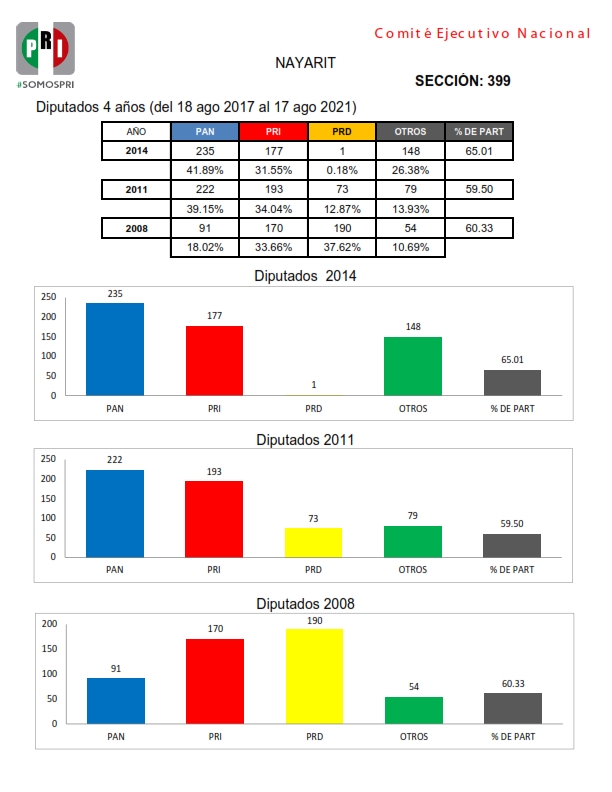 Comité Ejecutivo Nacional
PRI
#SOMOSPRI
NAYARIT
SECCIÓN: 399
Diputados 4 años (del 18 ago 2017 al 17 ago 2021)
AÑO PAN PRI PRD OTROS % DE PART
2014 235 177 1 148 65.01
41.89% 31.55% 0.18% 26.38%
2011 222 193 73 79 59.50
39.15% 34.04% 12.87% 13.93%
2008 91 170 190 54 60.33
18.02% 33.66% 37.62% 10.69%
Diputados 2014
250
200
150
100
50
0
235
177
1
148
65.01
PAN PRI PRD OTROS % DE PART
Diputados 2011
250
200
150
100
50
0
222
193
73
79
59.50
PAN PRI PRD OTROS % DE PART
Diputados 2008
200
150
100
50
0
91
170
190
54
60.33
PAN PRI PRD OTROS % DE PART